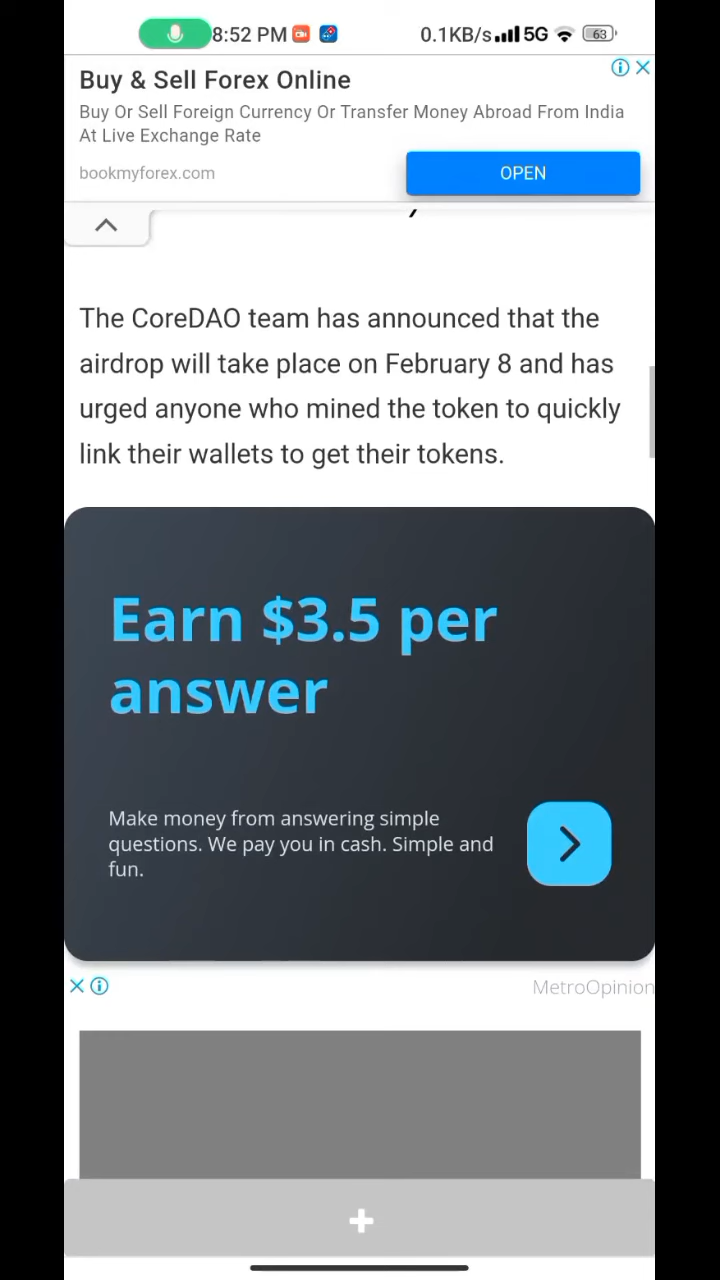 8:52 PM 0.1KB/s 5G 63
Buy & Sell Forex Online
Buy Or Sell Foreign Currency Or Transfer Money Abroad From India
At Live Exchange Rate
bookmyforex.com
OPEN
The CoreDAO team has announced that the
airdrop will take place on February 8 and has
urged anyone who mined the token to quickly
link their wallets to get their tokens.
Earn $3.5 per
answer
Make money from answering simple
questions. We pay you in cash. Simple and
fun.
MetroOpinion